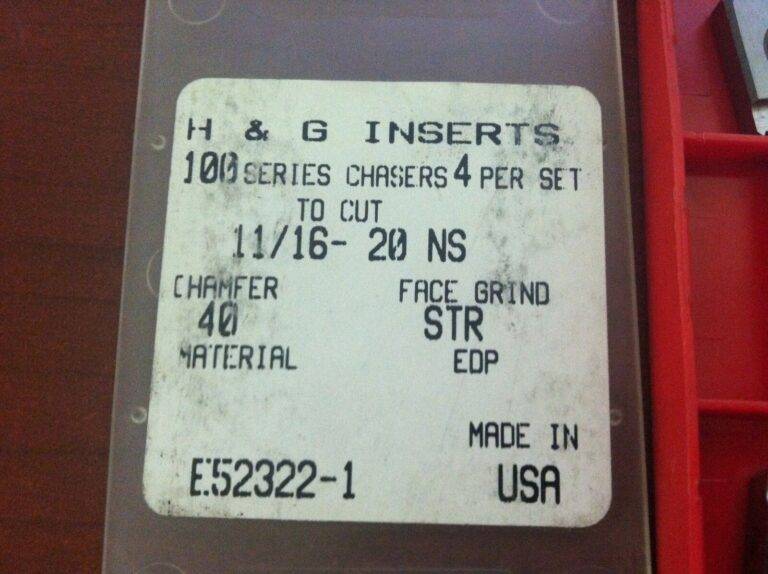 H & G INSERTS
100 SERIES CHASERS 4 PER SET
TO CUT
11/16- 20 NS
CHAMFER FACE GRIND
40 STR
MATERIAL EDP
MADE IN
E52322-1 USA